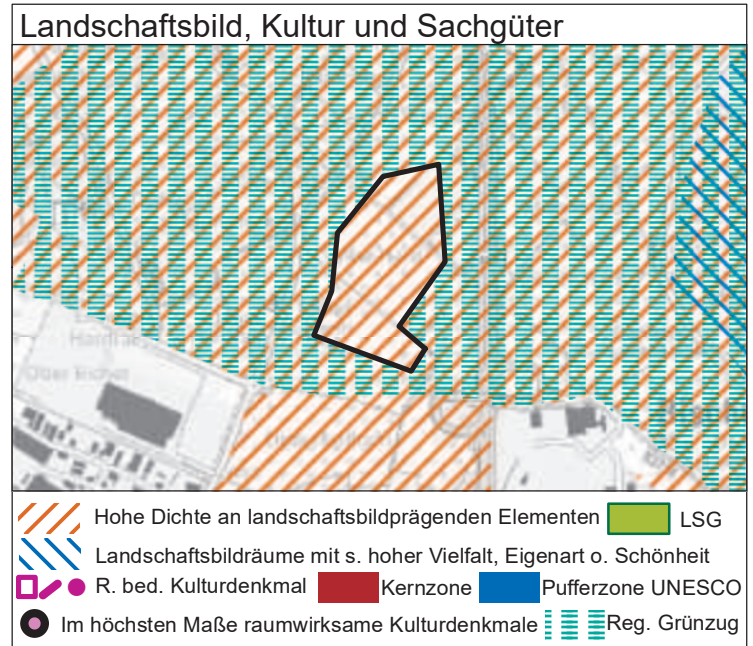 Landschaftsbild, Kultur und Sachgüter
Hohe Dichte an landschaftsbildprägenden Elementen LSG
Landschaftsbildräume mit s. hoher Vielfalt, Eigenart o. Schönheit
R. bed. Kulturdenkmal Kernzone Pufferzone UNESCO
Im höchsten Maße raumwirksame Kulturdenkmale Reg. Grünzug